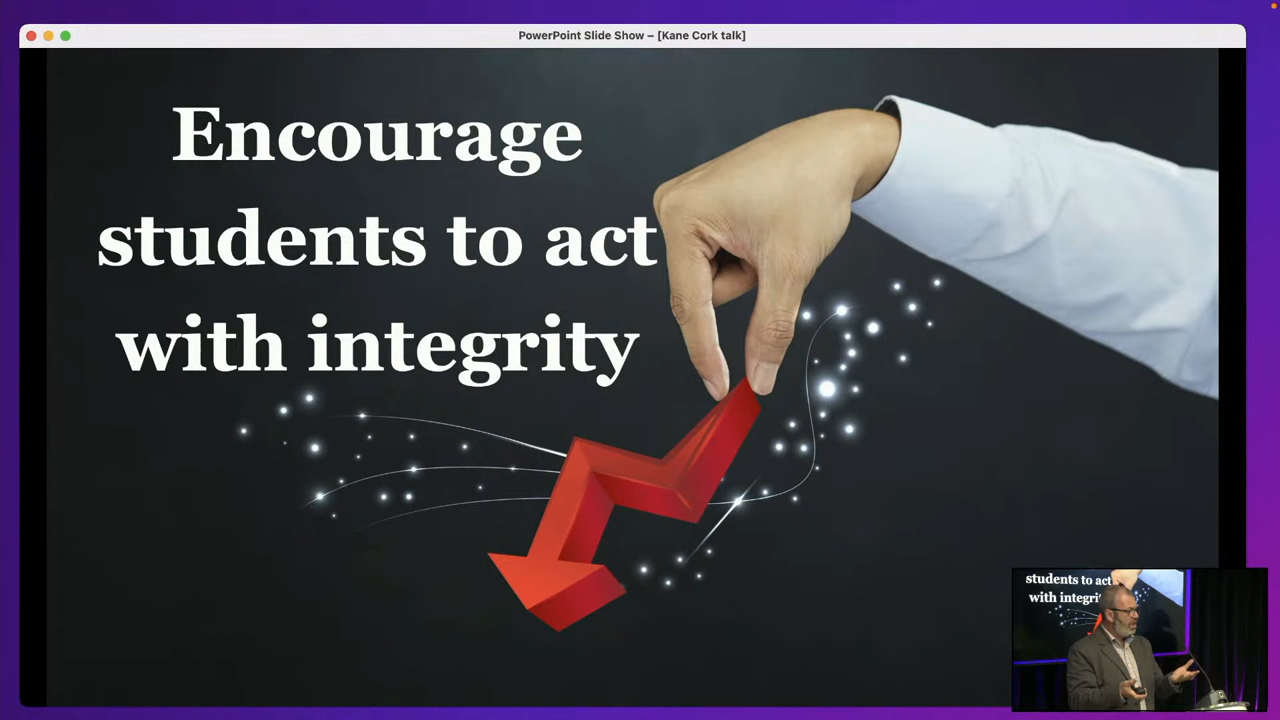 PowerPoint Slide Show – [Kane Cork talk]
Encourage
students to act
with integrity
students to act
with integri